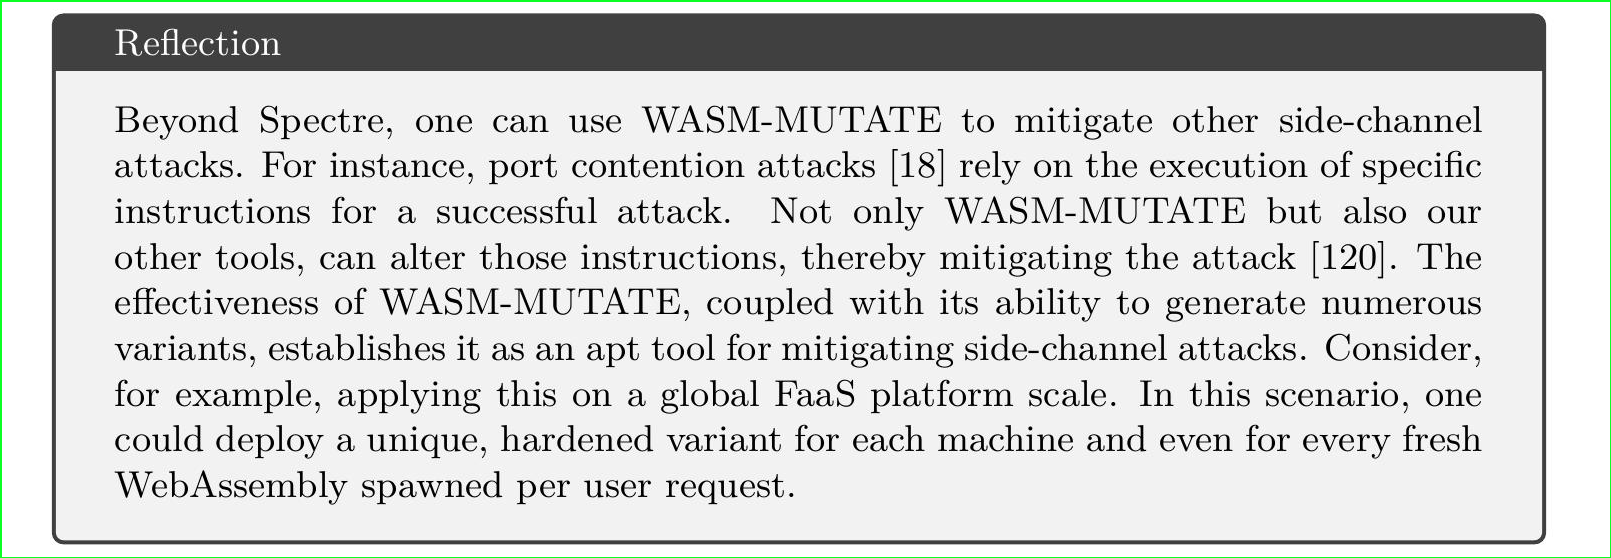 Reflection
Beyond Spectre, one can use WASM-MUTATE to mitigate other side-channel
attacks. For instance, port contention attacks [18] rely on the execution of specific
instructions for a successful attack. Not only WASM-MUTATE but also our
other tools, can alter those instructions, thereby mitigating the attack [120]. The
effectiveness of WASM-MUTATE, coupled with its ability to generate numerous
variants, establishes it as an apt tool for mitigating side-channel attacks. Consider,
for example, applying this on a global FaaS platform scale. In this scenario, one
could deploy a unique, hardened variant for each machine and even for every fresh
WebAssembly spawned per user request.